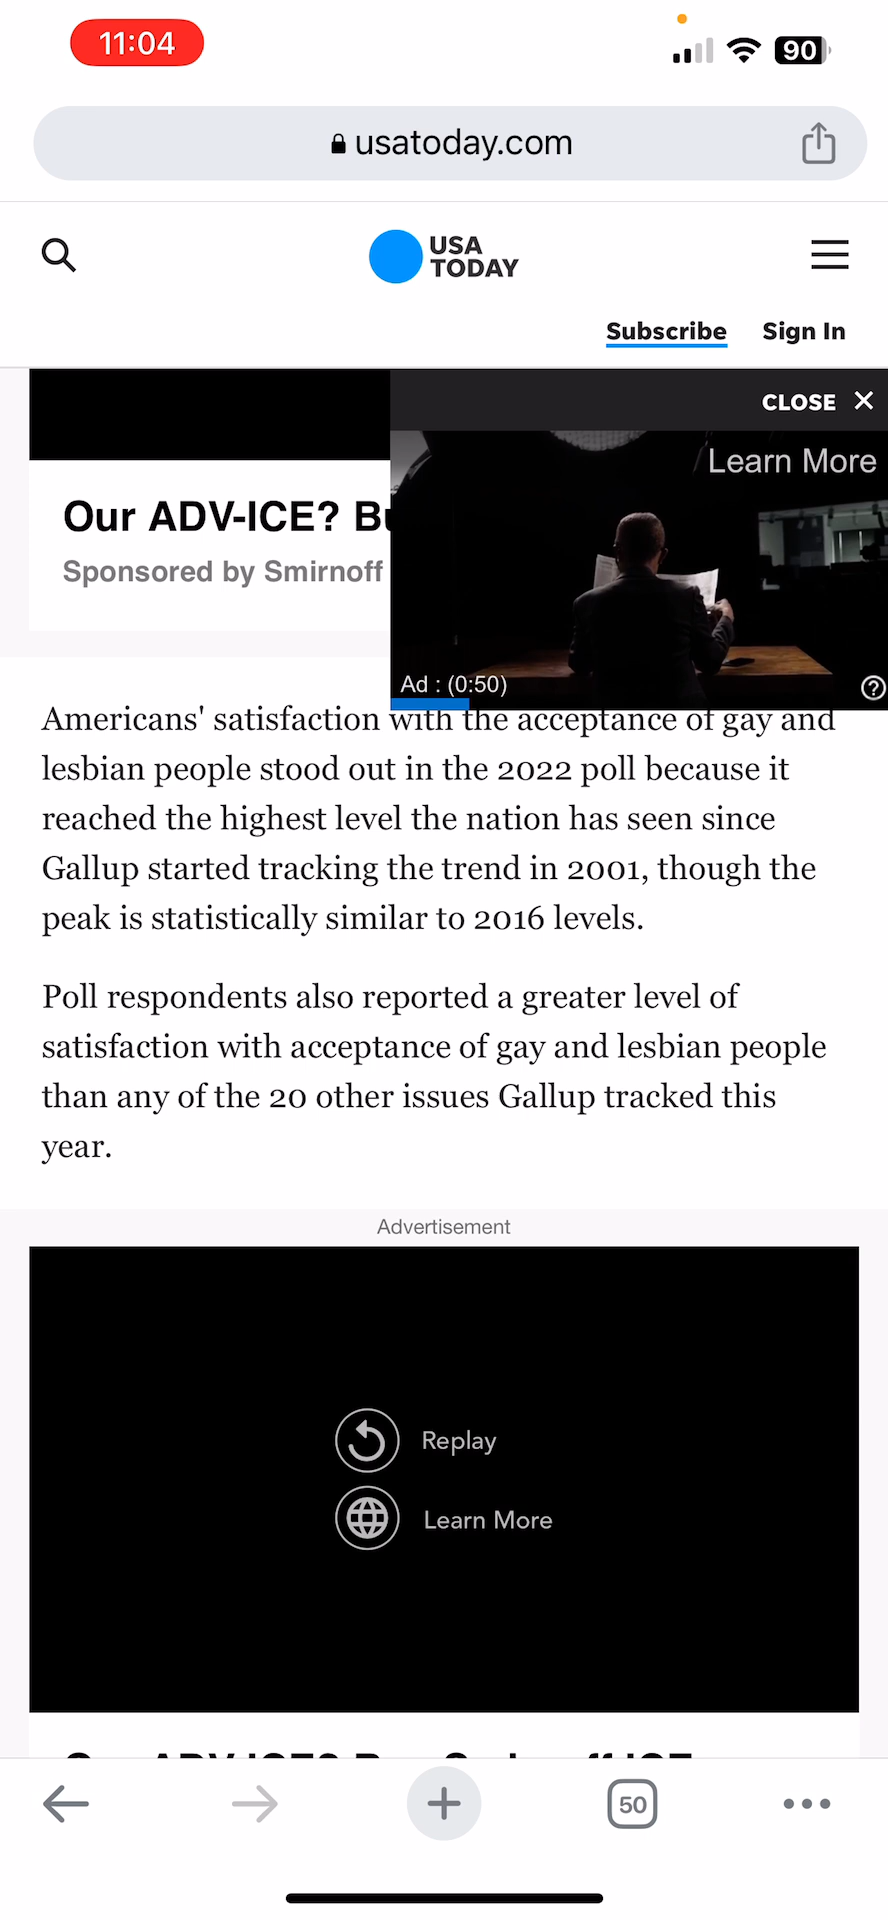 11:04
90
usatoday.com
USA
TODAY
Subscribe Sign In
CLOSE
Learn More
Our ADV-ICE?
Sponsored by Smirnoff
Ad : (0:50)
Americans' satisfaction with the acceptance of gay and
lesbian people stood out in the 2022 poll because it
reached the highest level the nation has seen since
Gallup started tracking the trend in 2001, though the
peak is statistically similar to 2016 levels.
Poll respondents also reported a greater level of
satisfaction with acceptance of gay and lesbian people
than any of the 20 other issues Gallup tracked this
year.
Advertisement
Replay
Learn More
50